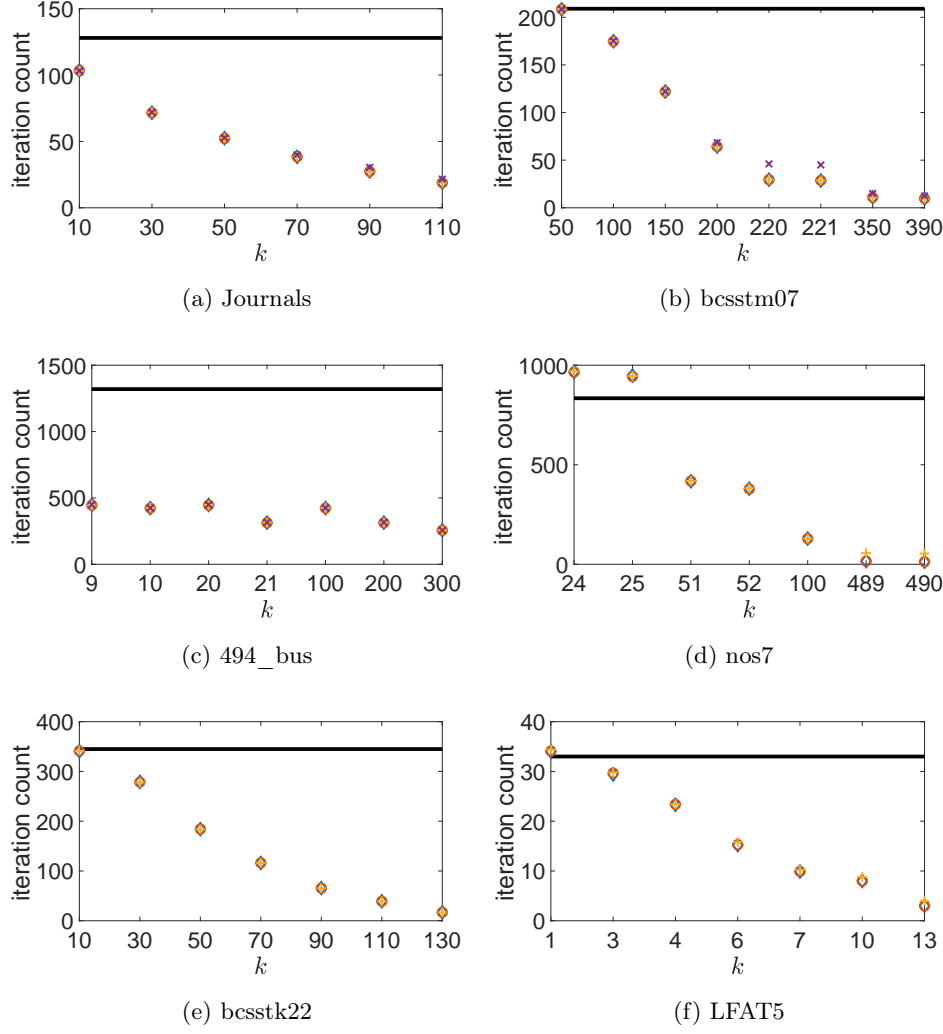 150
100
50
0
iteration count
10 30 50 70 90 110
k
(a) Journals
200
150
100
50
0
iteration count
50 100 150 200 220 221 350 390
k
(b) bcsstm07
1500
1000
500
0
iteration count
9 10 20 21 100 200 300
k
(c) 494_bus
1000
500
0
iteration count
24 25 51 52 100 489 490
k
(d) nos7
400
300
200
100
0
iteration count
10 30 50 70 90 110 130
k
(e) bcsstk22
40
30
20
10
0
iteration count
1 3 4 6 7 10 13
k
(f) LFAT5